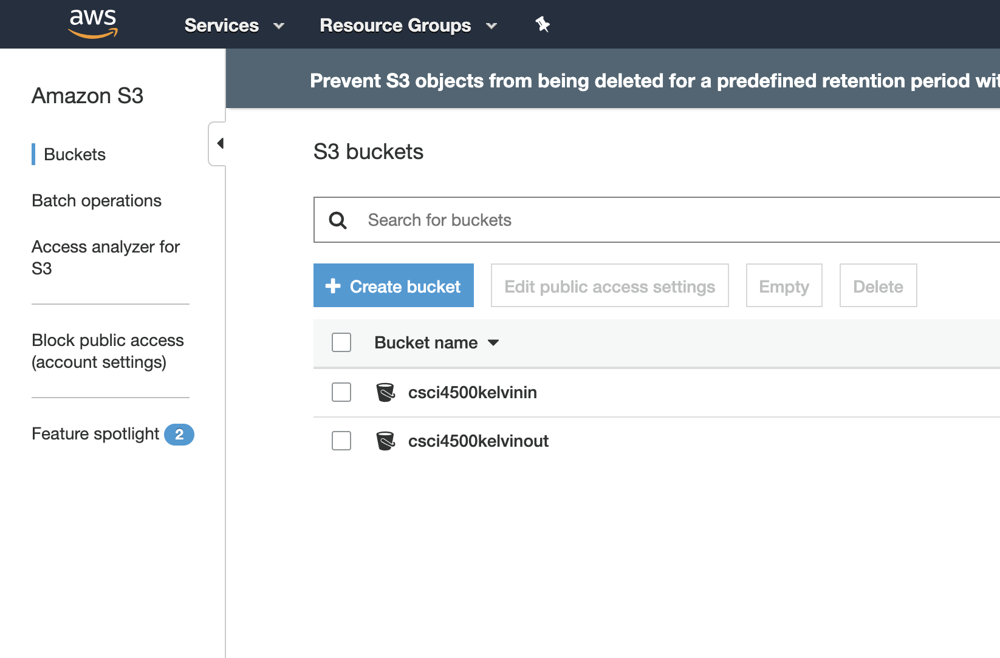 aws
Services
Resource Groups
Prevent S3 objects from being deleted for a predefined retention period
Amazon S3
Buckets
Batch operations
Access analyzer for
S3
Block public access
(account settings)
Feature spotlight 2
S3 buckets
Search for buckets
Create bucket
Edit public access settings
Empty
Delete
Bucket name
csci4500kelvinin
csci4500kelvinout